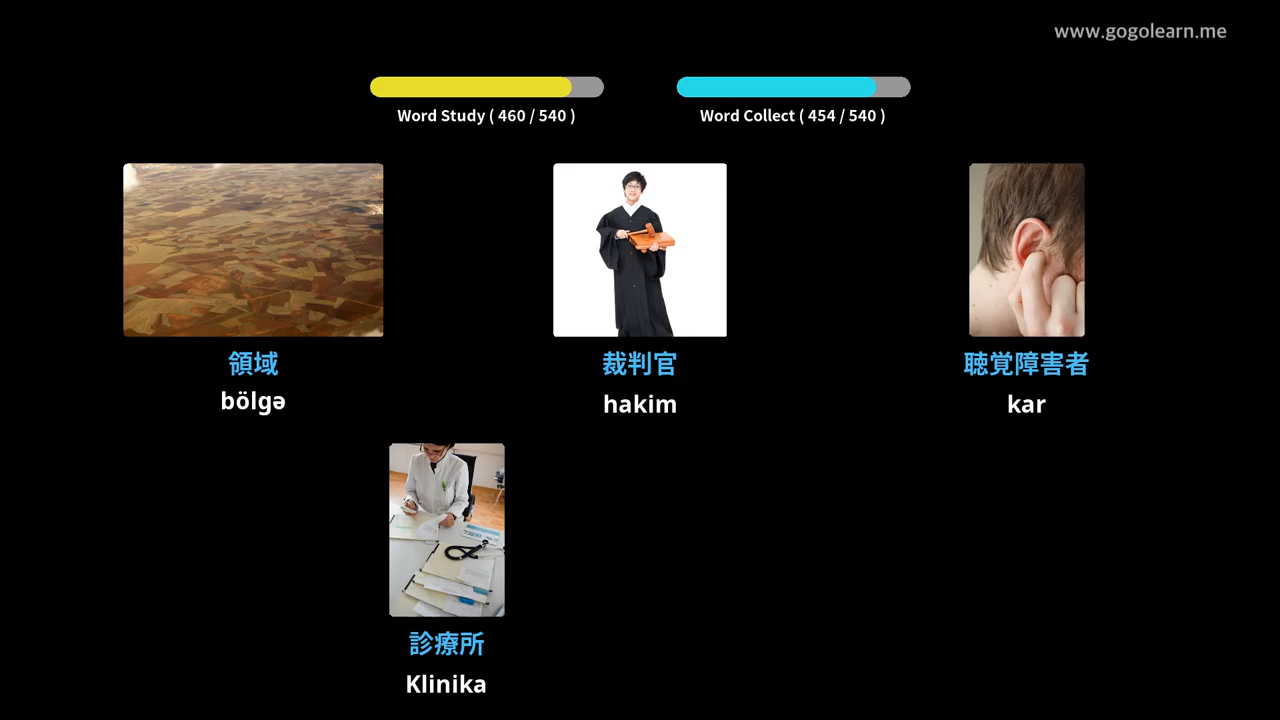 www.gogolearn.me
Word Study ( 460 / 540 )
Word Collect ( 454 / 540 )
領域
bölgə
裁判官
hakim
聴覚障害者
kar
診療所
Klinika